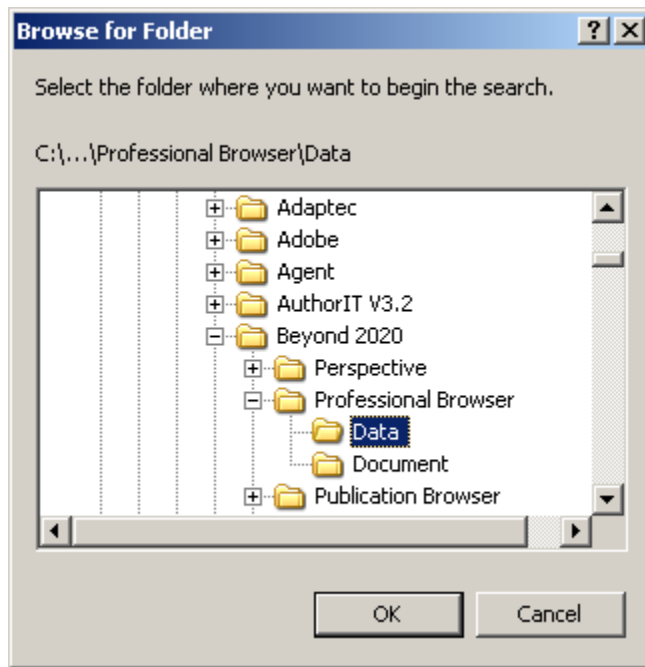 Browse for Folder
Select the folder where you want to begin the search.
C:\...\Professional Browser\Data
Adaptec
Adobe
Agent
AuthorIT V3.2
Beyond 2020
Perspective
Professional Browser
Data
Document
Publication Browser
OK Cancel